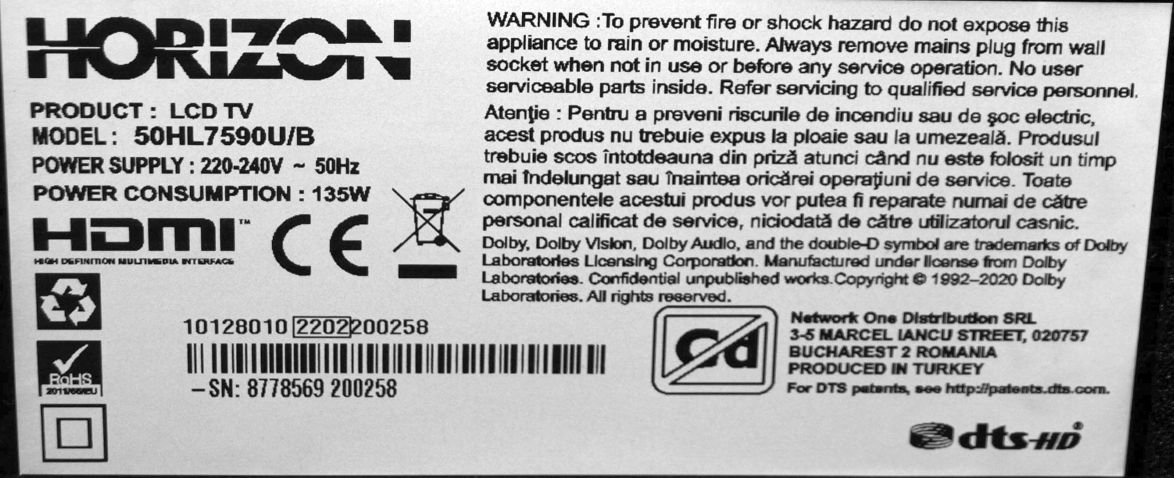 HORIZON
PRODUCT : LCD TV
MODEL : 50HL7590U/B
POWER SUPPLY : 220-240V ~ 50Hz
POWER CONSUMPTION : 135W
HDMI™
HIGH DEFINITION MULTIMEDIA INTERFACE
CE
RoHS
2011/65/EU
10128010 2202200258
–SN: 8778569 200258
WARNING :To prevent fire or shock hazard do not expose this
appliance to rain or moisture. Always remove mains plug from wall
socket when not in use or before any service operation. No user
serviceable parts inside. Refer servicing to qualified service personnel.
Atenţie : Pentru a preveni riscurile de incendiu sau de şoc electric,
acest produs nu trebuie expus la ploaie sau la umezeală. Produsul
trebuie scos întotdeauna din priză atunci când nu este folosit un timp
mai îndelungat sau înaintea oricărei operaţiuni de service. Toate
componentele acestui produs vor putea fi reparate numai de către
personal calificat de service, niciodată de către utilizatorul casnic.
Dolby, Dolby Vision, Dolby Audio, and the double-D symbol are trademarks of Dolby
Laboratories Licensing Corporation. Manufactured under license from Dolby
Laboratories. Confidential unpublished works.Copyright © 1992–2020 Dolby
Laboratories. All rights reserved.
Cd
Network One Distribution SRL
3-5 MARCEL IANCU STREET, 020757
BUCHAREST 2 ROMANIA
PRODUCED IN TURKEY
For DTS patents, see http://patents.dts.com.
dts-HD®